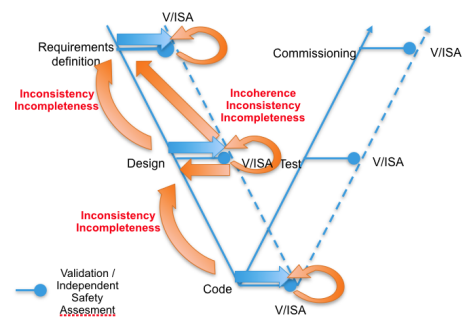 V/ISA
Requirements
definition
Commissioning
V/ISA
Inconsistency
Incompleteness
Incoherence
Inconsistency
Incompleteness
Design
V/ISA
Test
V/ISA
Inconsistency
Incompleteness
Code
V/ISA
Validation /
Independent
Safety
Assesment